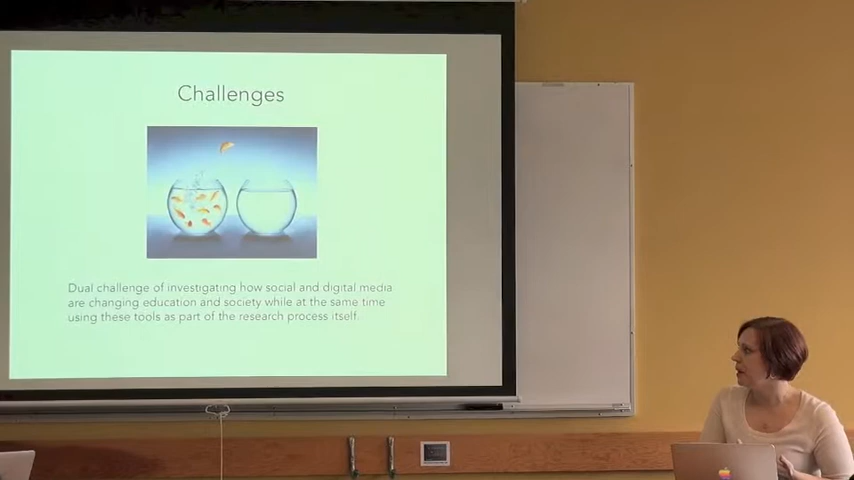 Challenges
Dual challenge of investigating how social and digital media
are changing education and society while at the same time
using these tools as part of the research process itself.